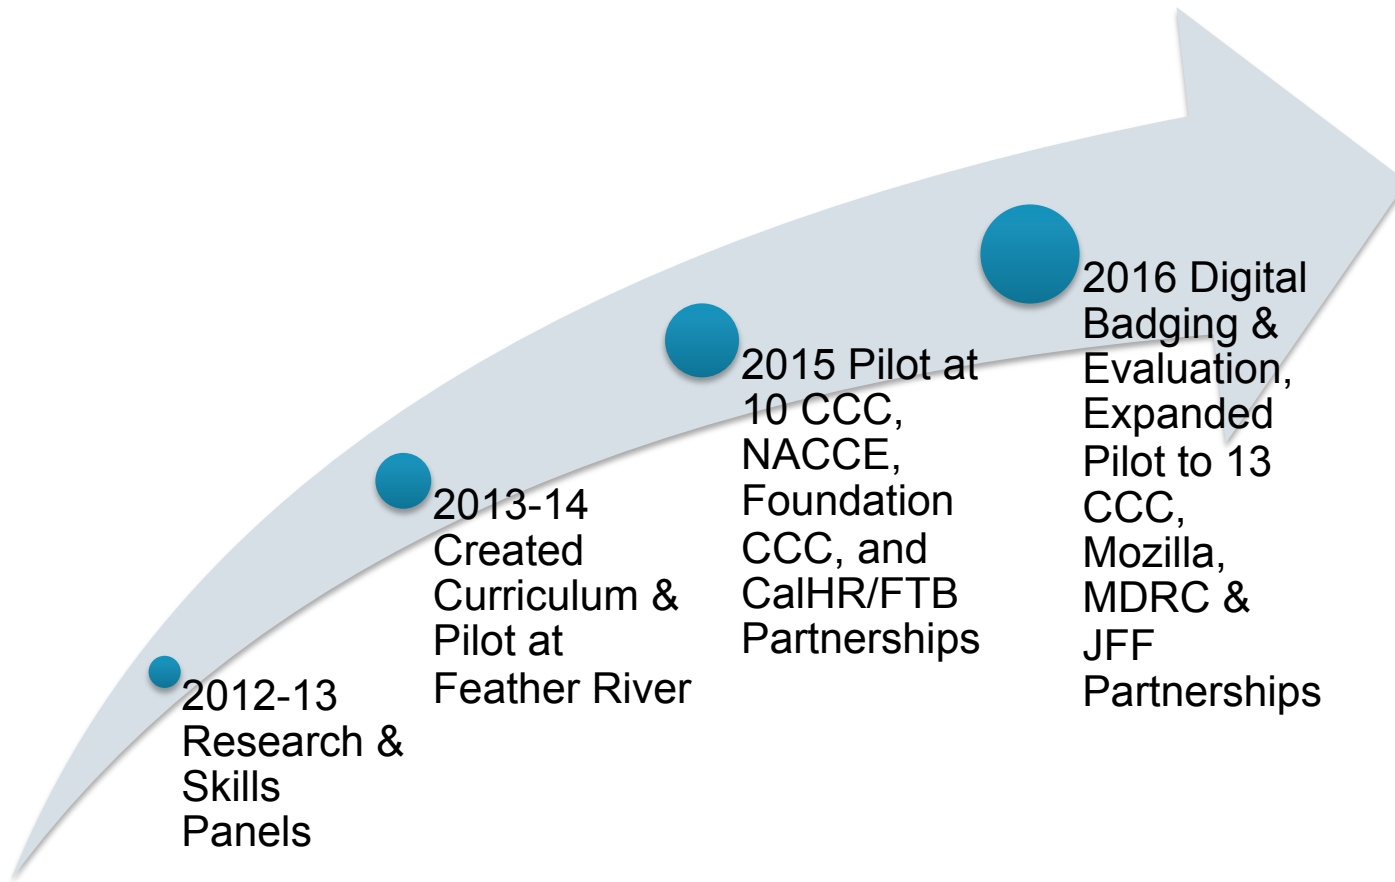 2012-13
Research &
Skills
Panels
2013-14
Created
Curriculum &
Pilot at
Feather River
2015 Pilot at
10 CCC,
NACCE,
Foundation
CCC, and
CalHR/FTB
Partnerships
2016 Digital
Badging &
Evaluation,
Expanded
Pilot to 13
CCC,
Mozilla,
MDRC &
JFF
Partnerships